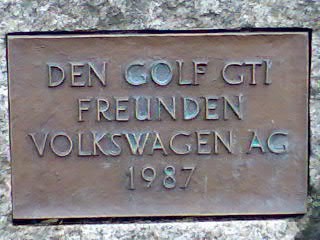 DEN GOLF GTI
FREUNDEN
VOLKSWAGEN AG
1987